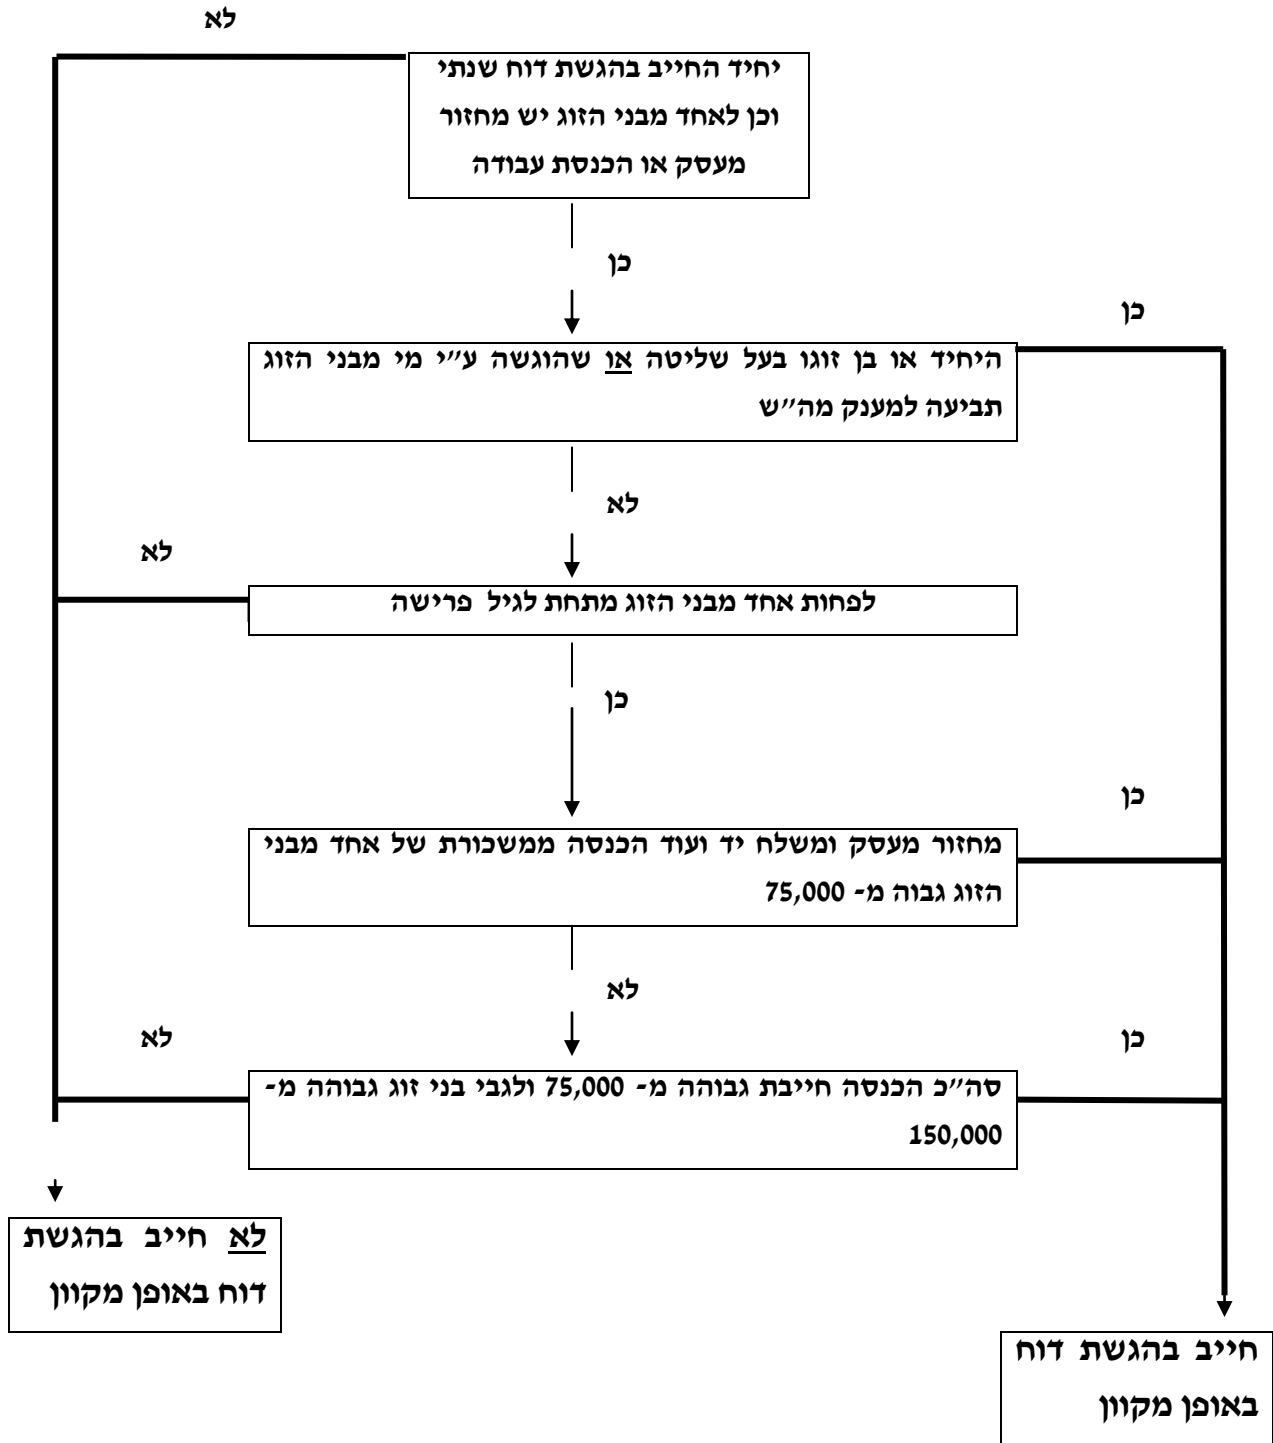 לא
יחיד החייב בהגשת דוח שנתי
וכן לאחד מבני הזוג יש מחזור
מעסק או הכנסת עבודה
כן
כן
היחיד או בן זוגו בעל שליטה או שהוגשה ע״י מי מבני הזוג
תביעה למענק מה״ש
לא
לא
לפחות אחד מבני הזוג מתחת לגיל פרישה
כן
כן
מחזור מעסק ומשלח יד ועוד הכנסה ממשכורת של אחד מבני
הזוג גבוה מ- 75,000
לא
כן
לא
סה״כ הכנסה חייבת גבוהה מ- 75,000 ולגבי בני זוג גבוהה מ-
150,000
לא חייב בהגשת
דוח באופן מקוון
חייב בהגשת דוח
באופן מקוון